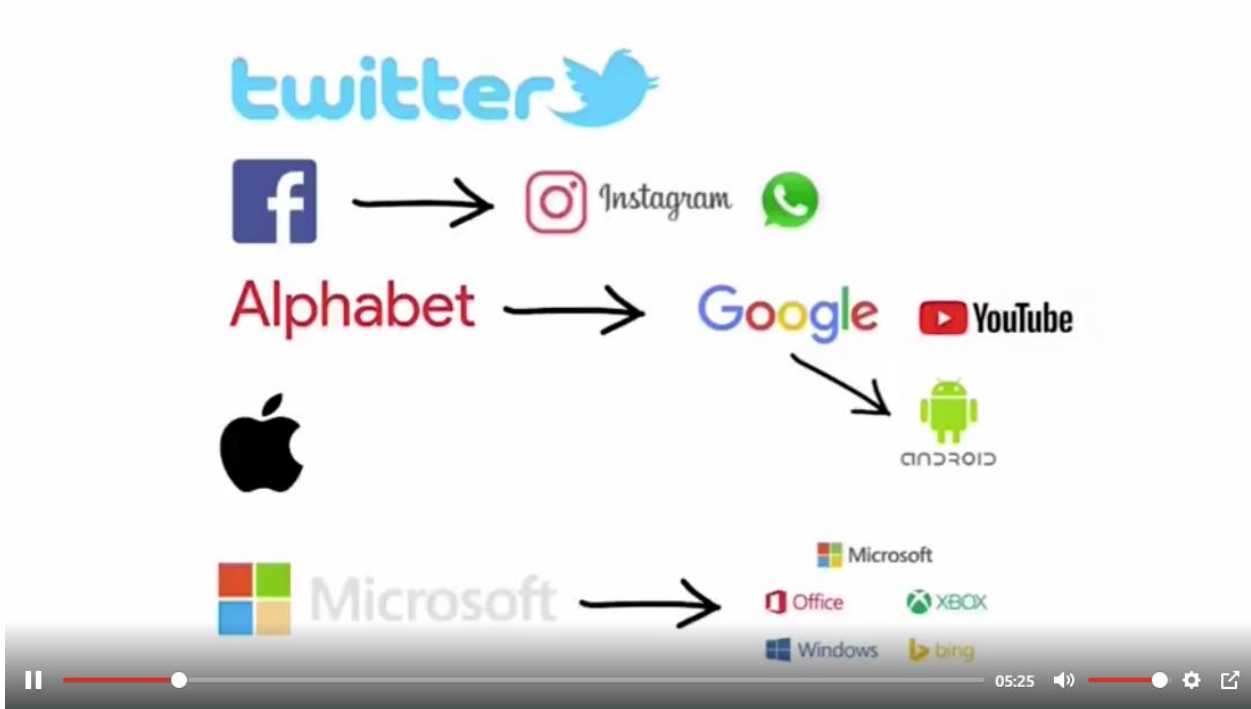 twitter
f Instagram
Alphabet Google YouTube
ANDROID
Microsoft
Microsoft
Office XBOX
Windows bing
05:25